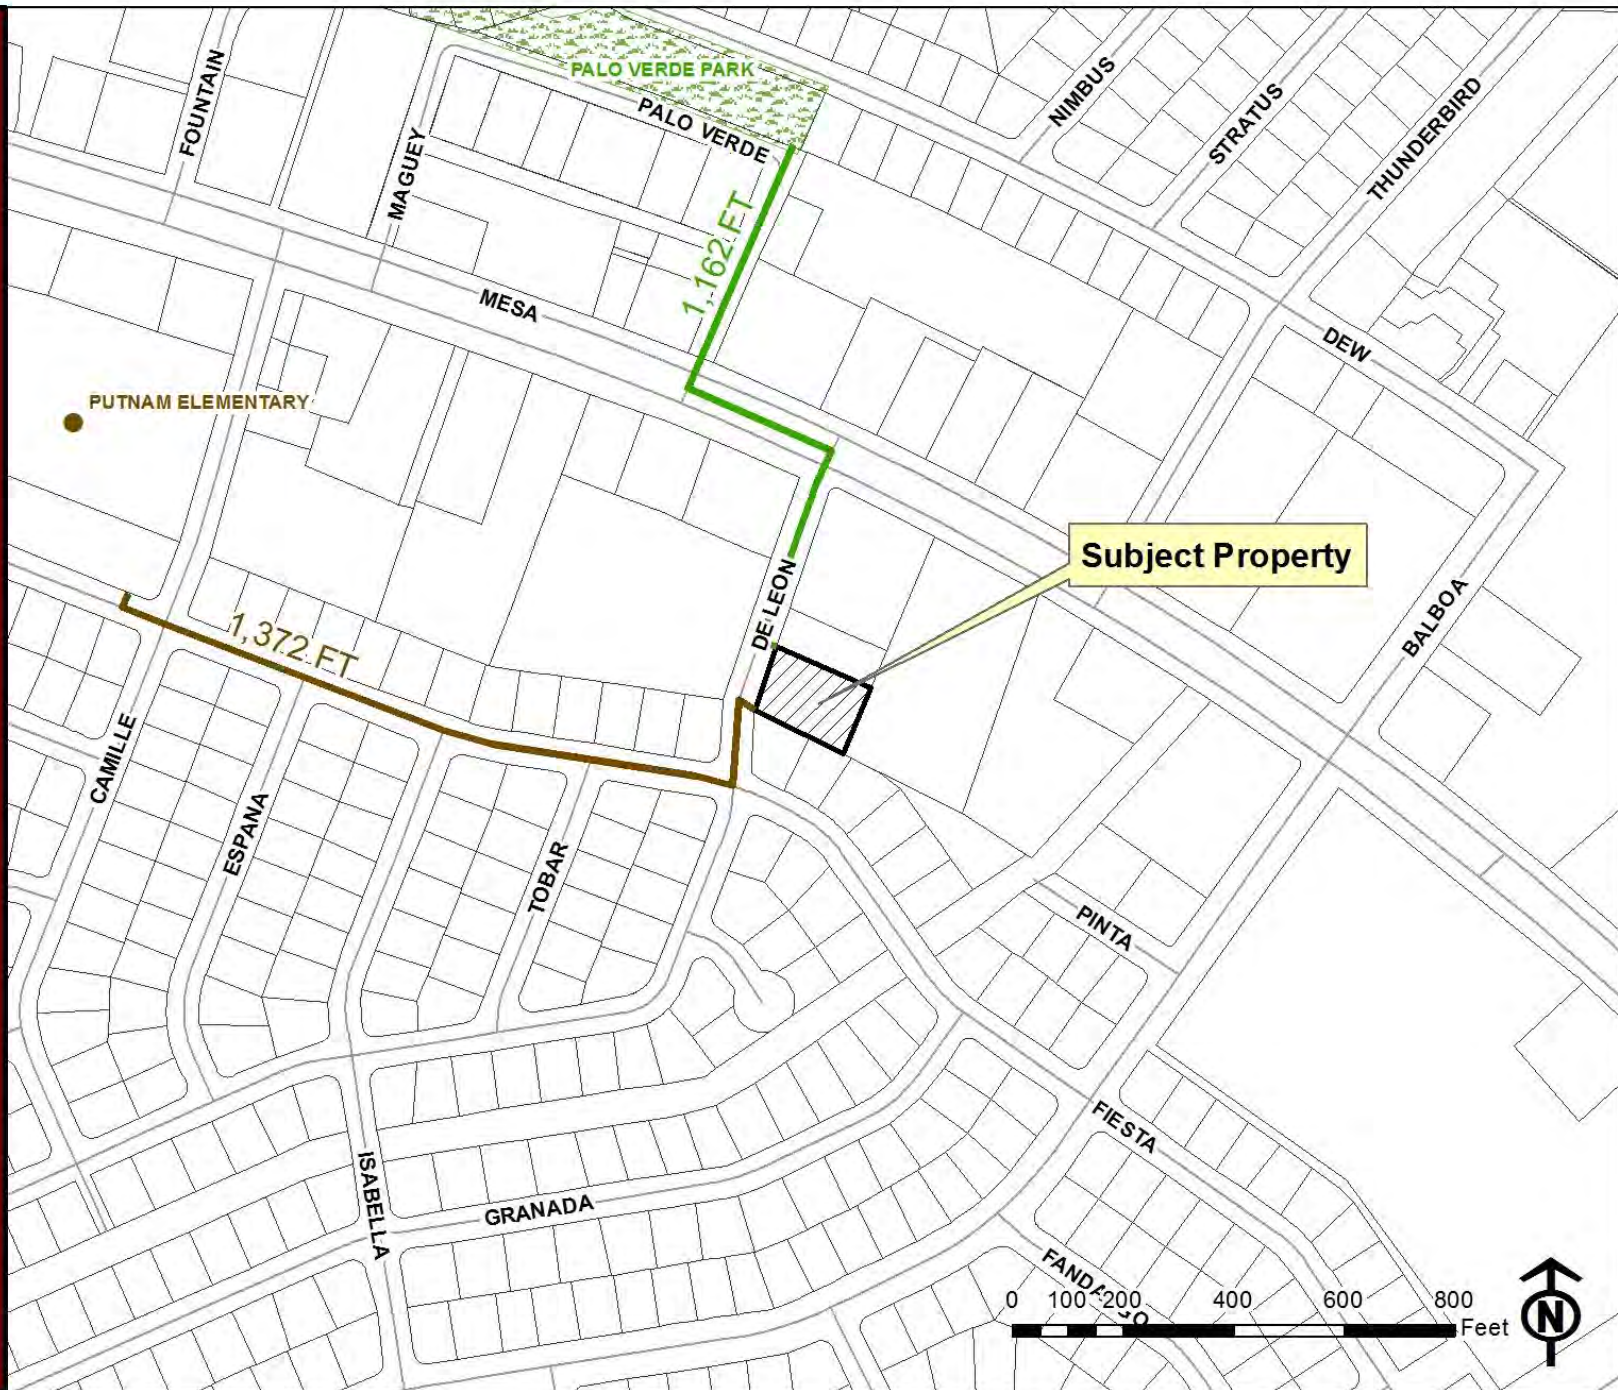 PALO VERDE PARK
FOUNTAIN
NIMBUS
STRATUS
THUNDERBIRD
PALO VERDE
MAGUEY
1,162 FT
MESA
DEW
PUTNAM ELEMENTARY
Subject Property
DE LEON
BALBOA
1,372 FT
CAMILLE
ESPANA
TOBAR
PINTA
FIESTA
ISABELLA
GRANADA
FANDANGO
0 100 200 400 600 800
Feet
N